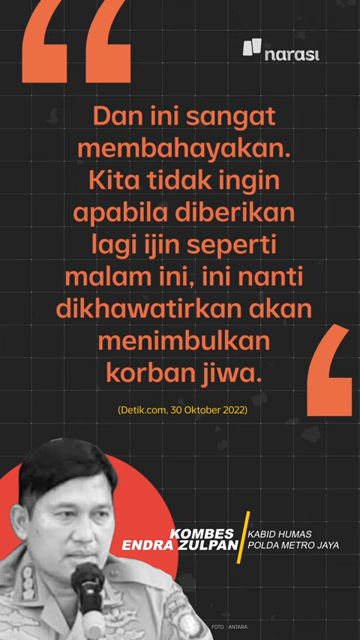 narasi
Dan ini sangat
membahayakan.
Kita tidak ingin
apabila diberikan
lagi ijin seperti
malam ini, ini nanti
dikhawatirkan akan
menimbulkan
korban jiwa.
(Detik.com, 30 Oktober 2022)
KOMBES
ENDRA ZULPAN
KABID HUMAS
POLDA METRO JAYA
FOTO : ANTARA